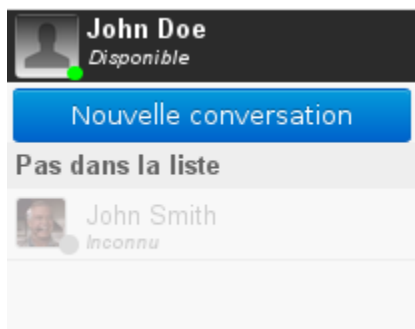 John Doe
Disponible
Nouvelle conversation
Pas dans la liste
John Smith
Inconnu